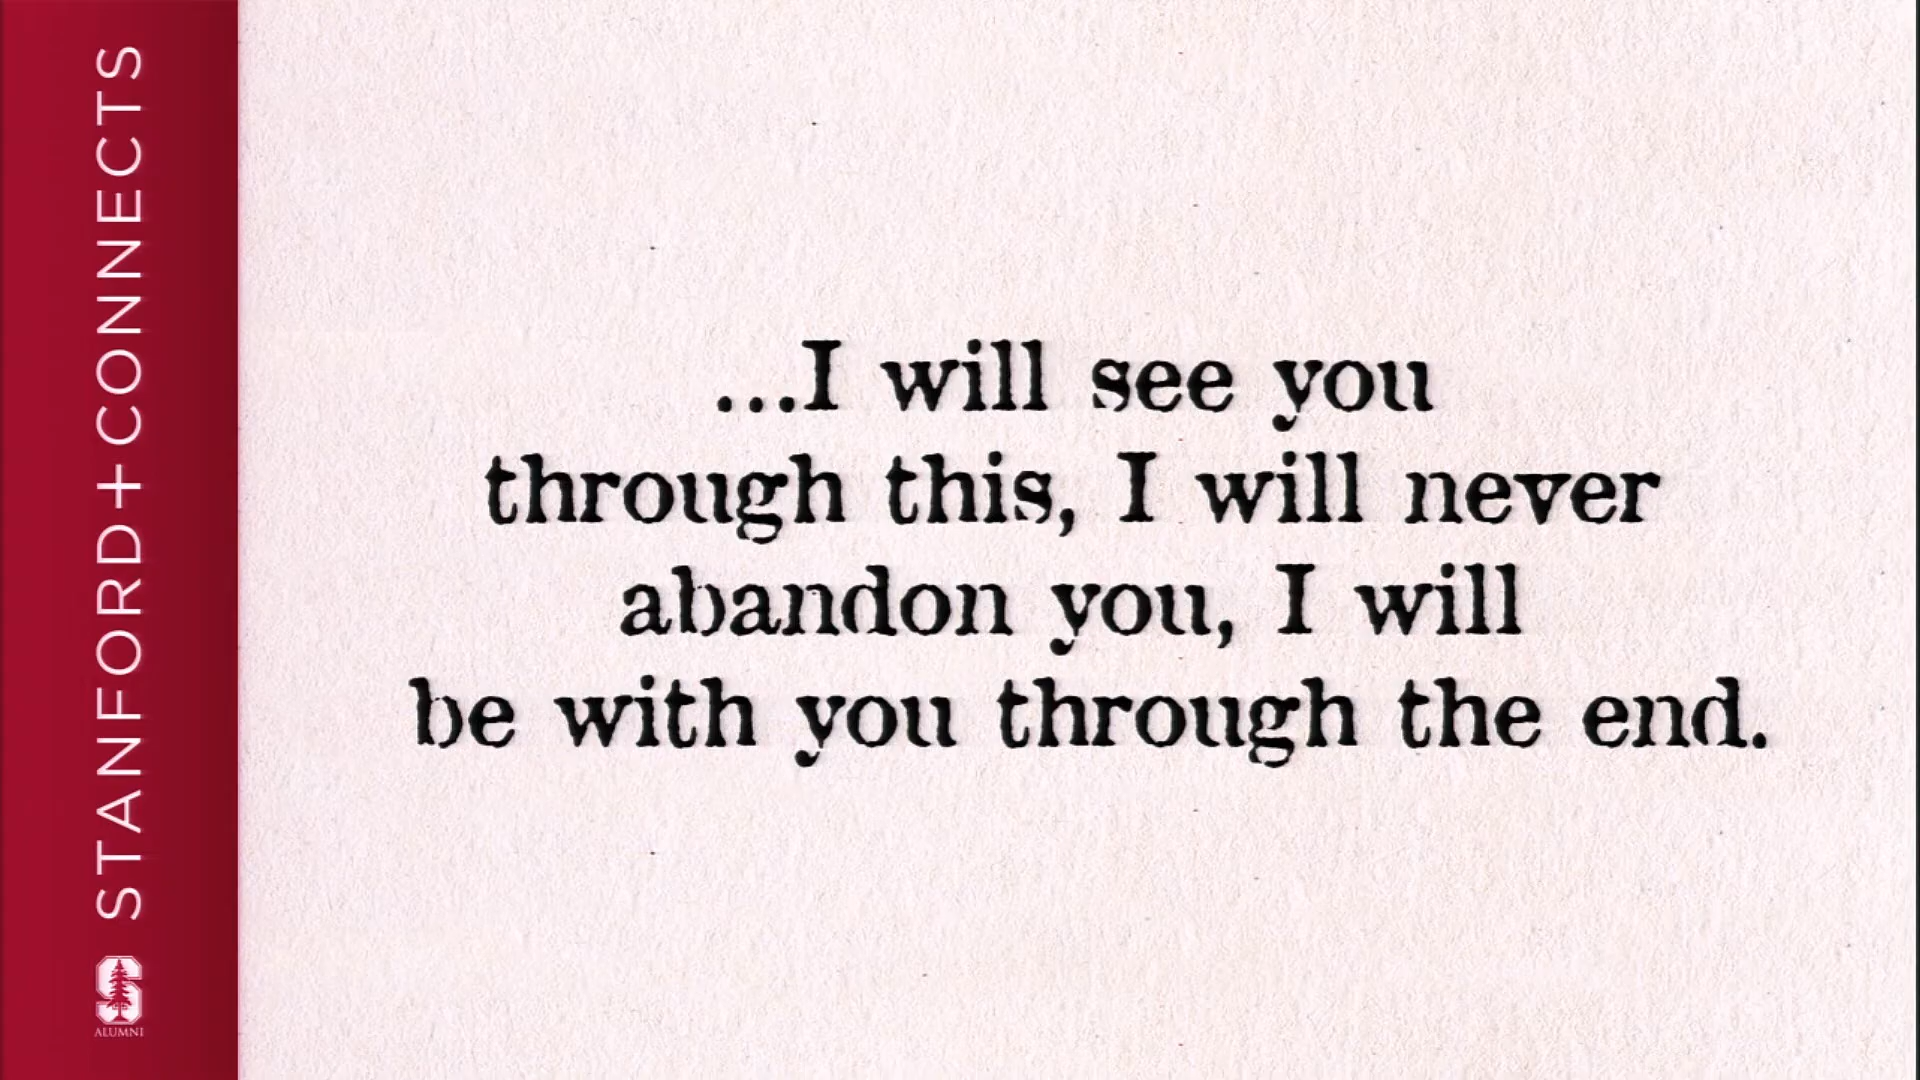 STANFORD+CONNECTS
S
ALUMNI
...I will see you
through this, I will never
abandon you, I will
be with you through the end.